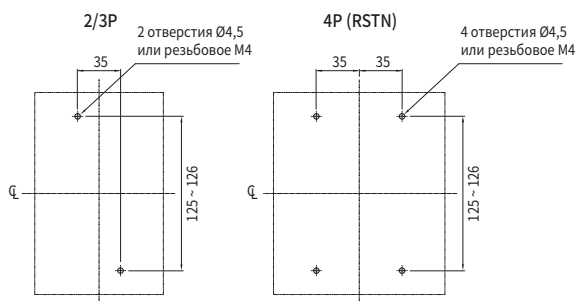 2/3P
2 отверстия Ø4,5
или резьбовое M4
35
125 ~ 126
℄
4P (RSTN)
4 отверстия Ø4,5
или резьбовое M4
35
35
125 ~ 126
℄